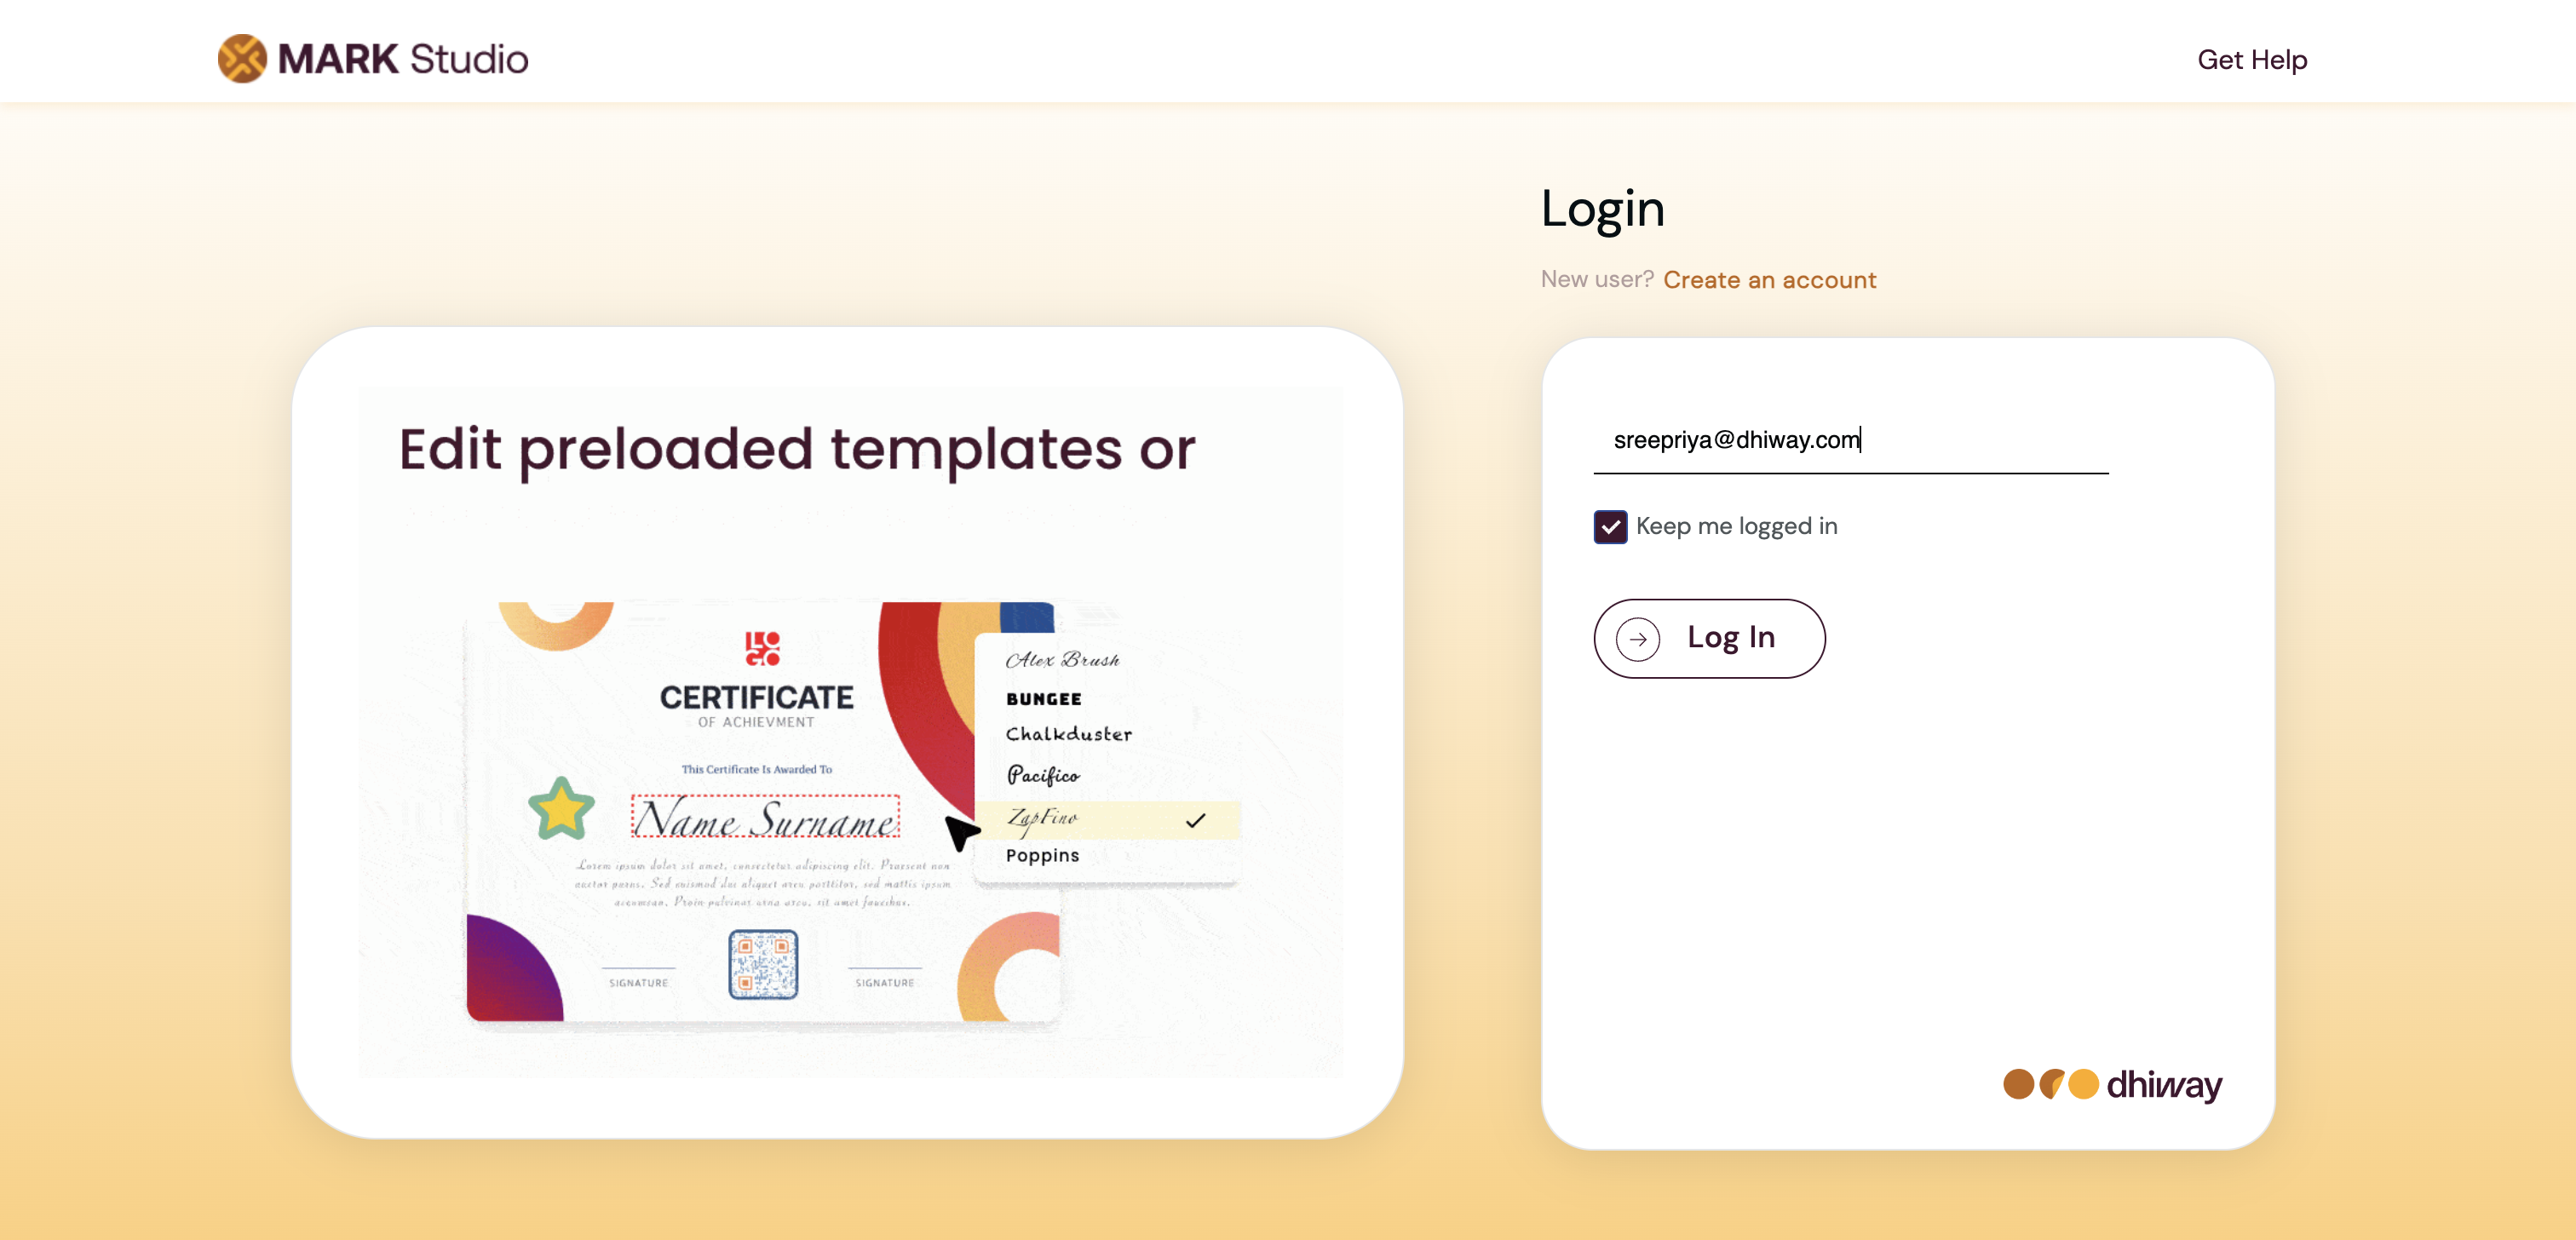 MARK Studio
Get Help
Login
New user? Create an account
Edit preloaded templates or
LOGO
CERTIFICATE
OF ACHIEVMENT
This Certificate Is Awarded To
Name Surname
Lorem ipsum dolor sit amet, consectetur adipiscing elit. Praesent non
auctor purus. Sed euismod dui aliquet arcu porttitor, sed mattis ipsum
accumsan. Proin pulvinar urna arcu, sit amet faucibus.
SIGNATURE
SIGNATURE
Alex Brush
BUNGEE
Chalkduster
Pacifico
ZapFino
Poppins
sreepriya@dhiway.com
Keep me logged in
Log In
dhiway